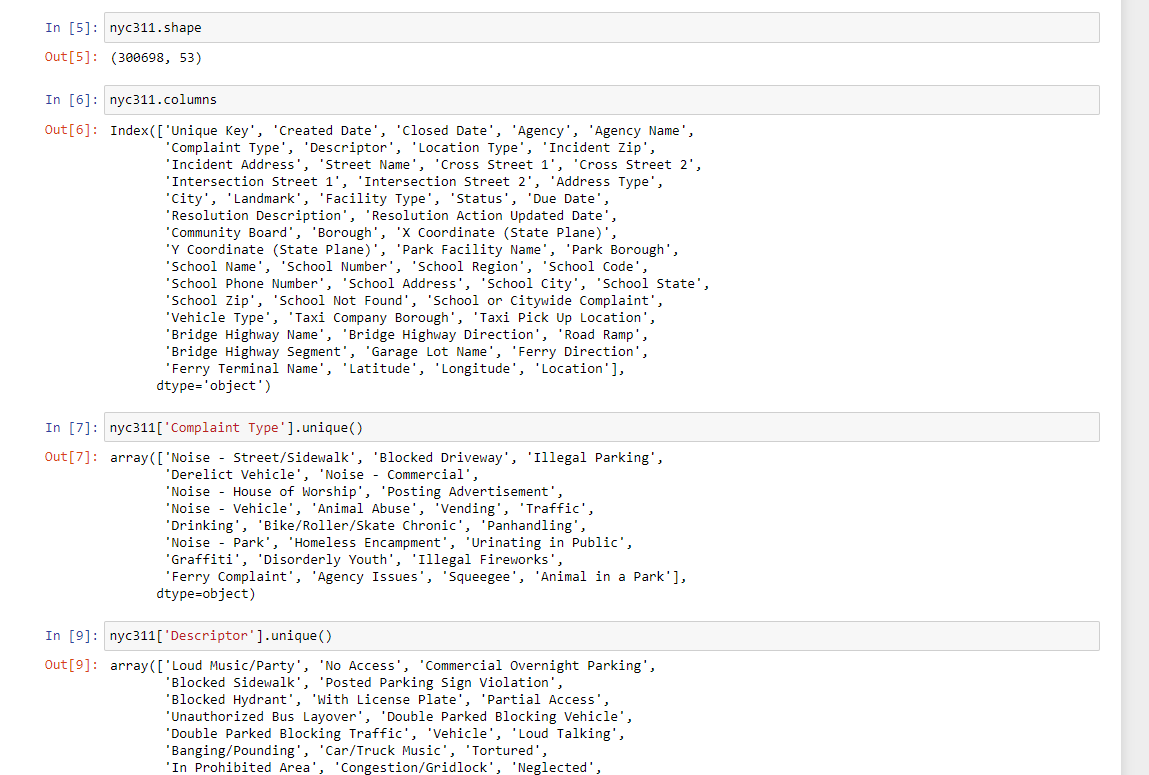 In [5]: nyc311.shape
Out[5]: (300698, 53)
In [6]: nyc311.columns
Out[6]: Index(['Unique Key', 'Created Date', 'Closed Date', 'Agency', 'Agency Name',
'Complaint Type', 'Descriptor', 'Location Type', 'Incident Zip',
'Incident Address', 'Street Name', 'Cross Street 1', 'Cross Street 2',
'Intersection Street 1', 'Intersection Street 2', 'Address Type',
'City', 'Landmark', 'Facility Type', 'Status', 'Due Date',
'Resolution Description', 'Resolution Action Updated Date',
'Community Board', 'Borough', 'X Coordinate (State Plane)',
'Y Coordinate (State Plane)', 'Park Facility Name', 'Park Borough',
'School Name', 'School Number', 'School Region', 'School Code',
'School Phone Number', 'School Address', 'School City', 'School State',
'School Zip', 'School Not Found', 'School or Citywide Complaint',
'Vehicle Type', 'Taxi Company Borough', 'Taxi Pick Up Location',
'Bridge Highway Name', 'Bridge Highway Direction', 'Road Ramp',
'Bridge Highway Segment', 'Garage Lot Name', 'Ferry Direction',
'Ferry Terminal Name', 'Latitude', 'Longitude', 'Location'],
dtype='object')
In [7]: nyc311['Complaint Type'].unique()
Out[7]: array(['Noise - Street/Sidewalk', 'Blocked Driveway', 'Illegal Parking',
'Derelict Vehicle', 'Noise - Commercial',
'Noise - House of Worship', 'Posting Advertisement',
'Noise - Vehicle', 'Animal Abuse', 'Vending', 'Traffic',
'Drinking', 'Bike/Roller/Skate Chronic', 'Panhandling',
'Noise - Park', 'Homeless Encampment', 'Urinating in Public',
'Graffiti', 'Disorderly Youth', 'Illegal Fireworks',
'Ferry Complaint', 'Agency Issues', 'Squeegee', 'Animal in a Park'],
dtype=object)
In [9]: nyc311['Descriptor'].unique()
Out[9]: array(['Loud Music/Party', 'No Access', 'Commercial Overnight Parking',
'Blocked Sidewalk', 'Posted Parking Sign Violation',
'Blocked Hydrant', 'With License Plate', 'Partial Access',
'Unauthorized Bus Layover', 'Double Parked Blocking Vehicle',
'Double Parked Blocking Traffic', 'Vehicle', 'Loud Talking',
'Banging/Pounding', 'Car/Truck Music', 'Tortured',
'In Prohibited Area', 'Congestion/Gridlock', 'Neglected',